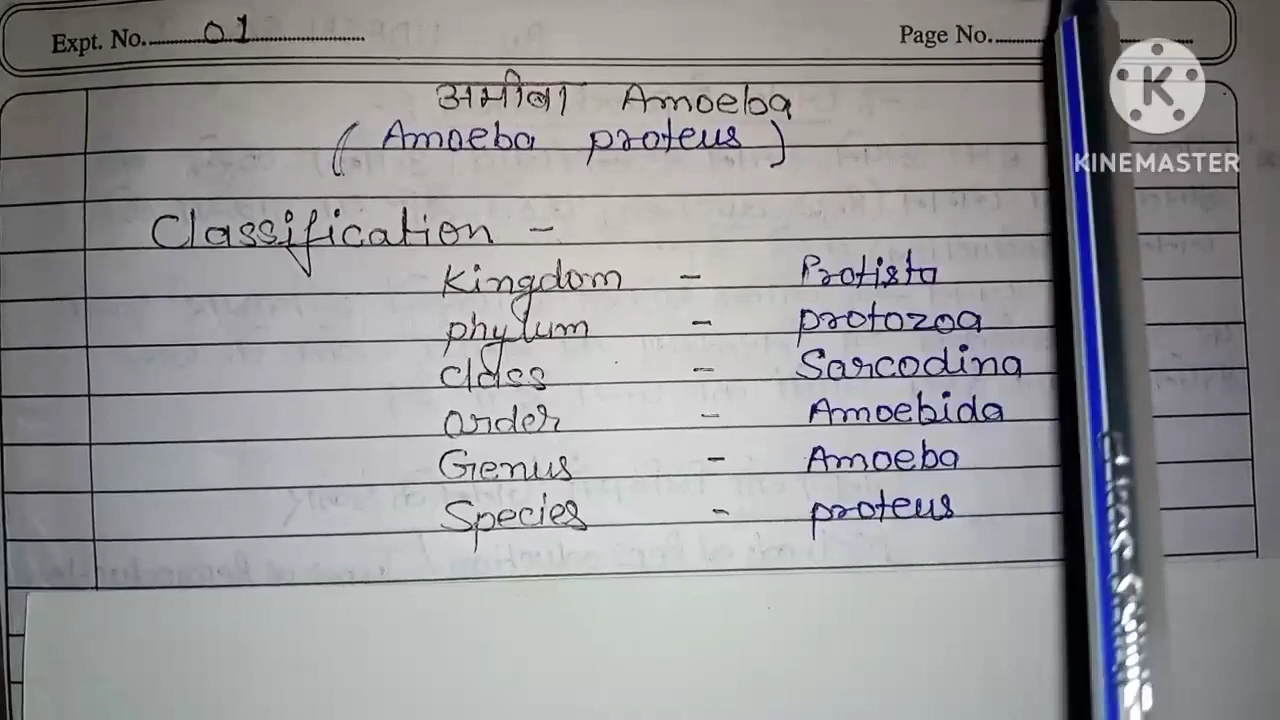 Expt. No. 01 Page No.
अमीबा Amoeba
(Amoeba proteus)
Classification -
Kingdom - Protista
phylum - protozoa
class - Sarcodina
order - Amoebida
Genus - Amoeba
Species - proteus
KINEMASTER